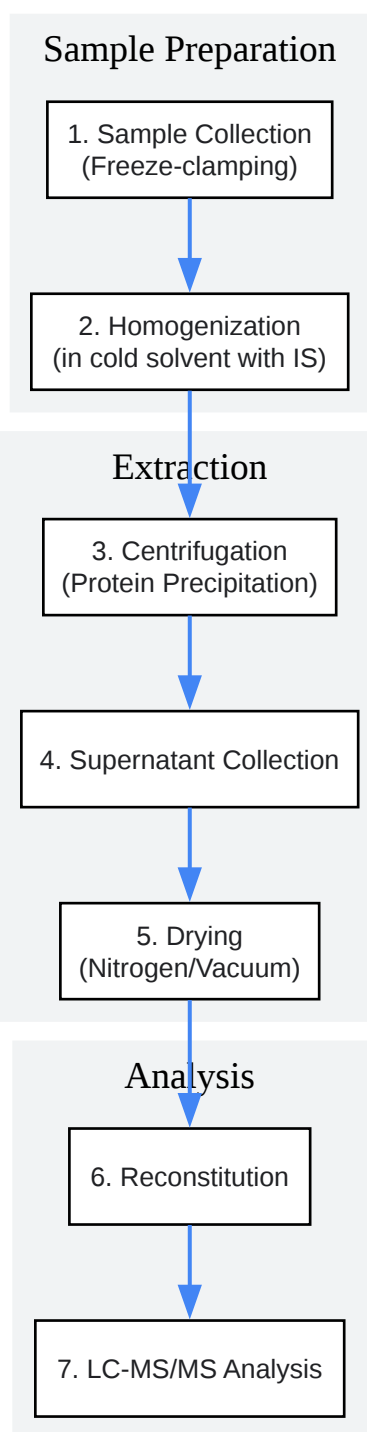 Sample Preparation
1. Sample Collection
(Freeze-clamping)
2. Homogenization
(in cold solvent with IS)
Extraction
3. Centrifugation
(Protein Precipitation)
4. Supernatant Collection
5. Drying
(Nitrogen/Vacuum)
Analysis
6. Reconstitution
7. LC-MS/MS Analysis